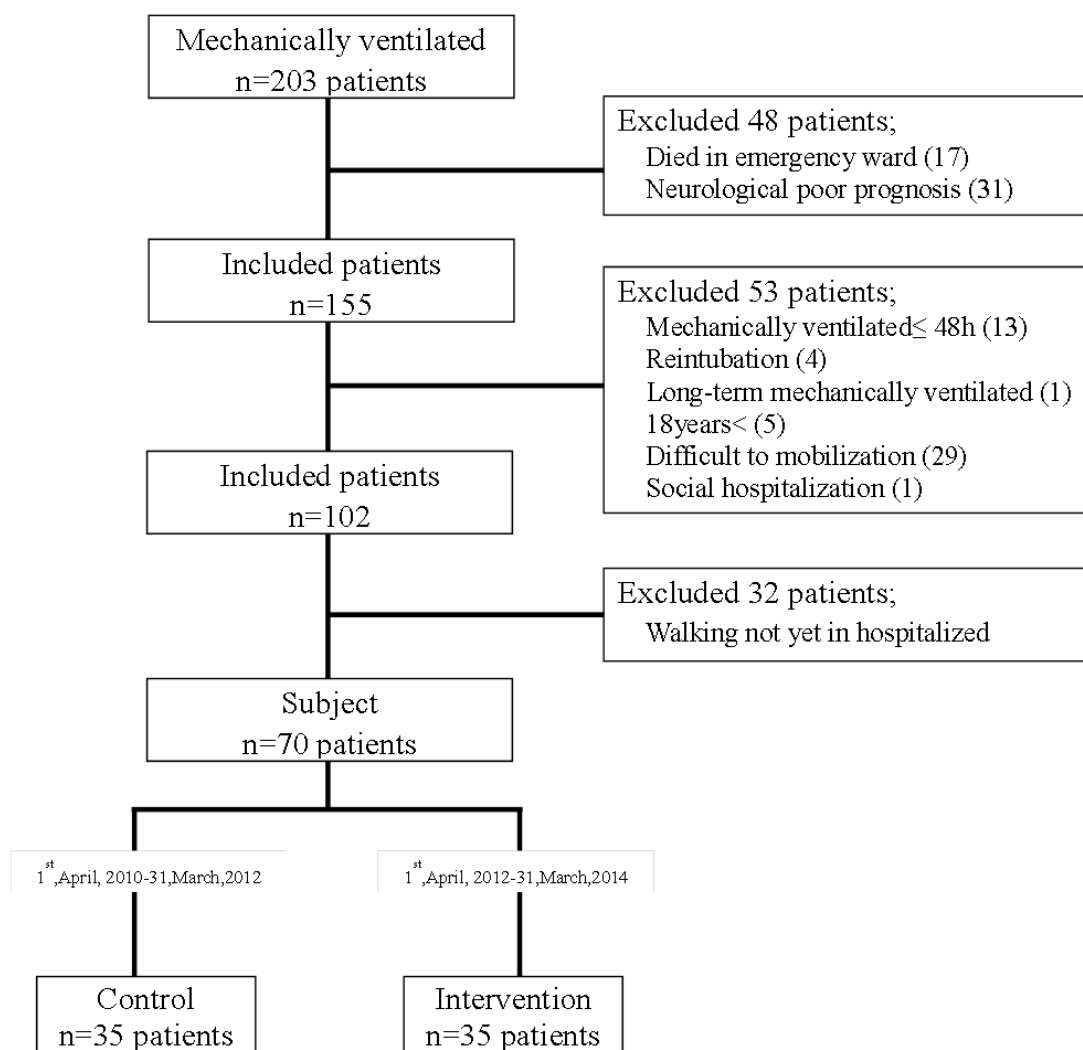 Mechanically ventilated
n=203 patients
Excluded 48 patients;
Died in emergency ward (17)
Neurological poor prognosis (31)
Included patients
n=155
Excluded 53 patients;
Mechanically ventilated≤ 48h (13)
Reintubation (4)
Long-term mechanically ventilated (1)
18years< (5)
Difficult to mobilization (29)
Social hospitalization (1)
Included patients
n=102
Excluded 32 patients;
Walking not yet in hospitalized
Subject
n=70 patients
1st,April, 2010-31,March,2012
1st,April, 2012-31,March,2014
Control
n=35 patients
Intervention
n=35 patients